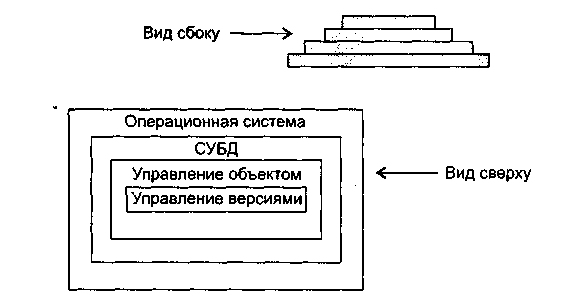 Вид сбоку
Операционная система
СУБД
Управление объектом
Вид сверху
Управление версиями